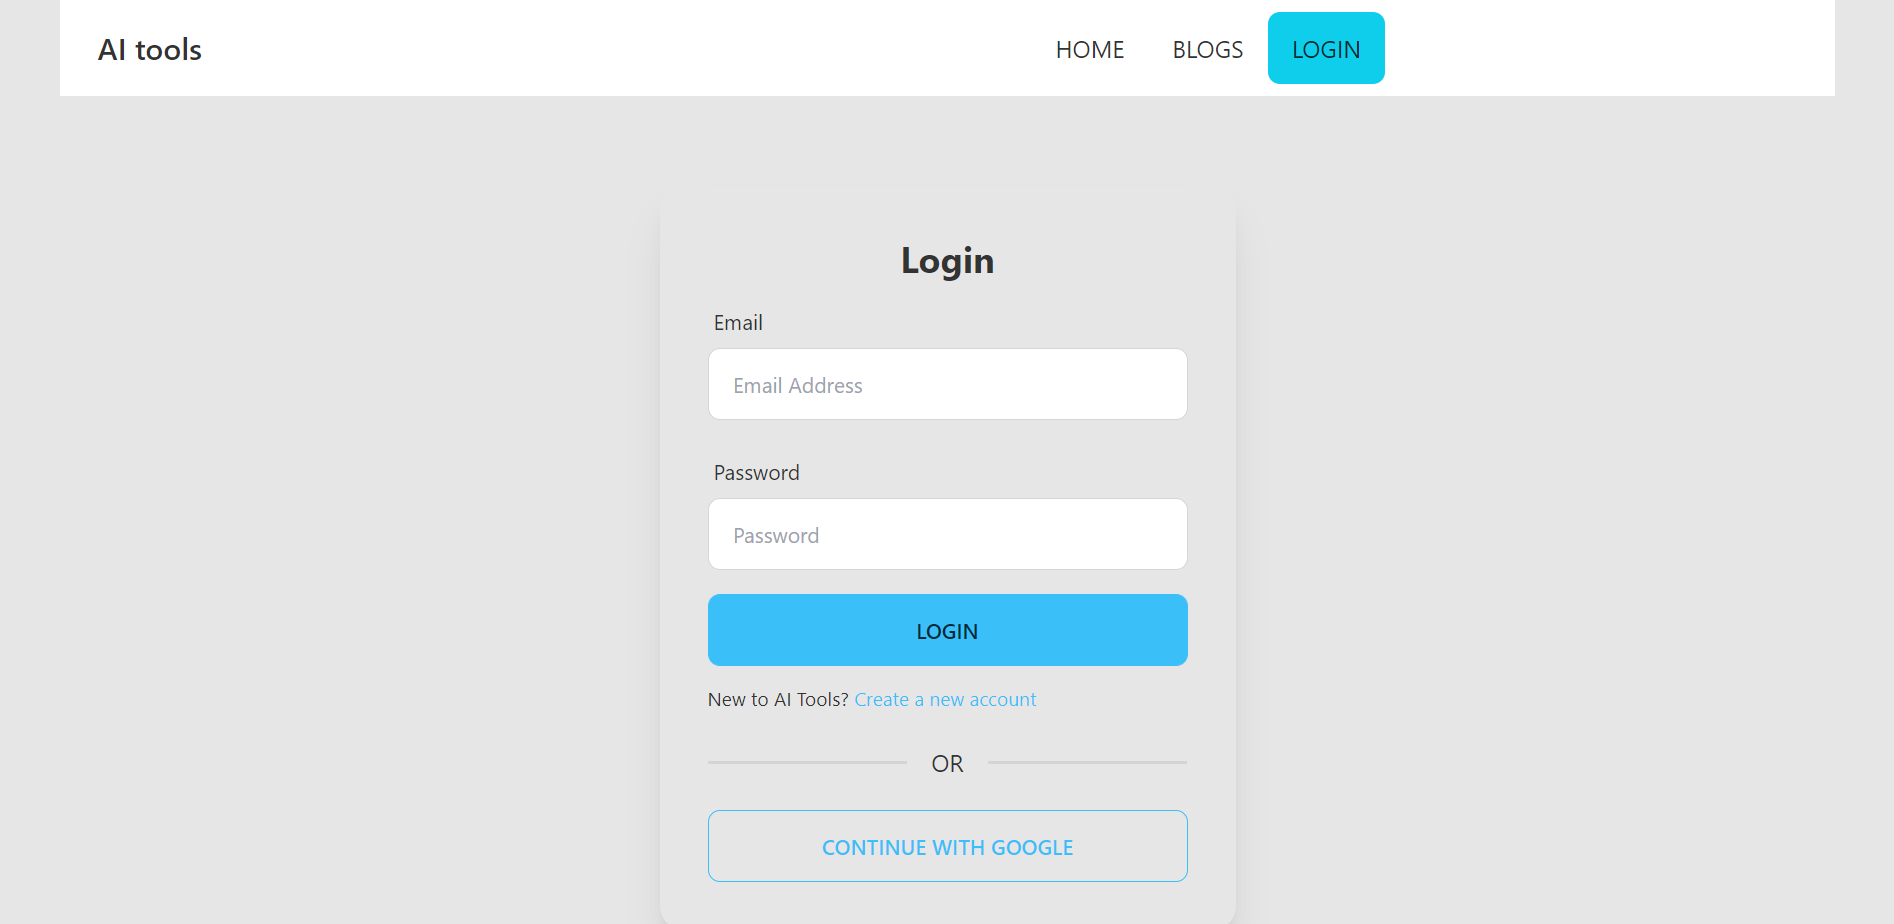 AI tools
HOME BLOGS LOGIN
Login
Email
Email Address
Password
Password
LOGIN
New to AI Tools? Create a new account
OR
CONTINUE WITH GOOGLE